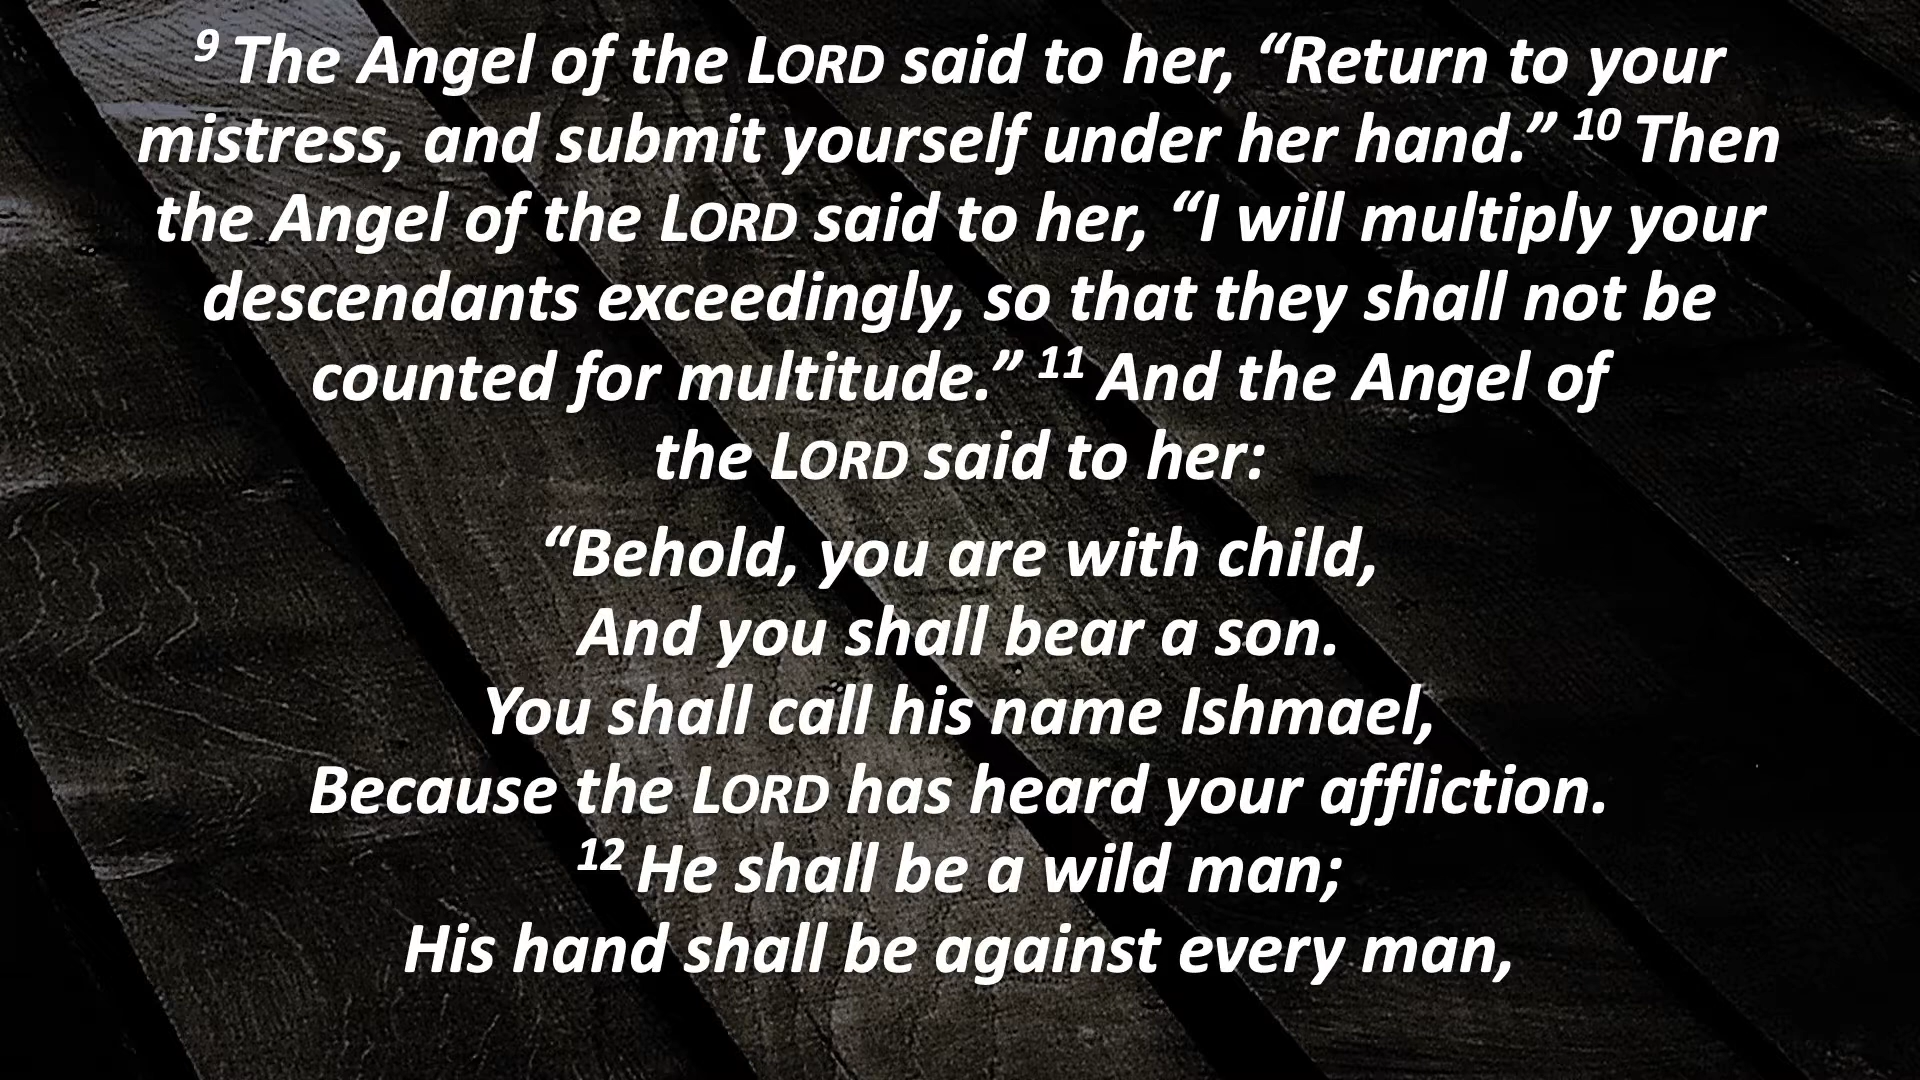 9 The Angel of the LORD said to her, “Return to your
mistress, and submit yourself under her hand.” 10 Then
the Angel of the LORD said to her, “I will multiply your
descendants exceedingly, so that they shall not be
counted for multitude.” 11 And the Angel of
the LORD said to her:
“Behold, you are with child,
And you shall bear a son.
You shall call his name Ishmael,
Because the LORD has heard your affliction.
12 He shall be a wild man;
His hand shall be against every man,